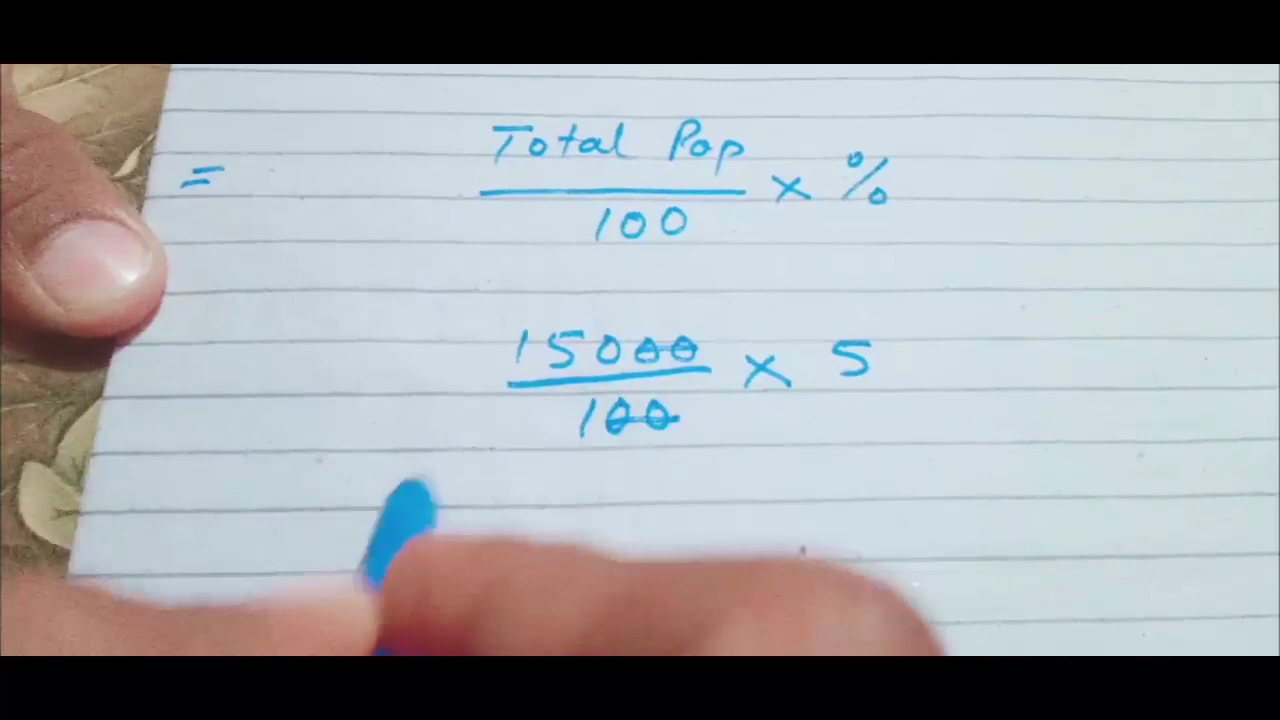 = Total Pop
100 × %
15000
100 × 5